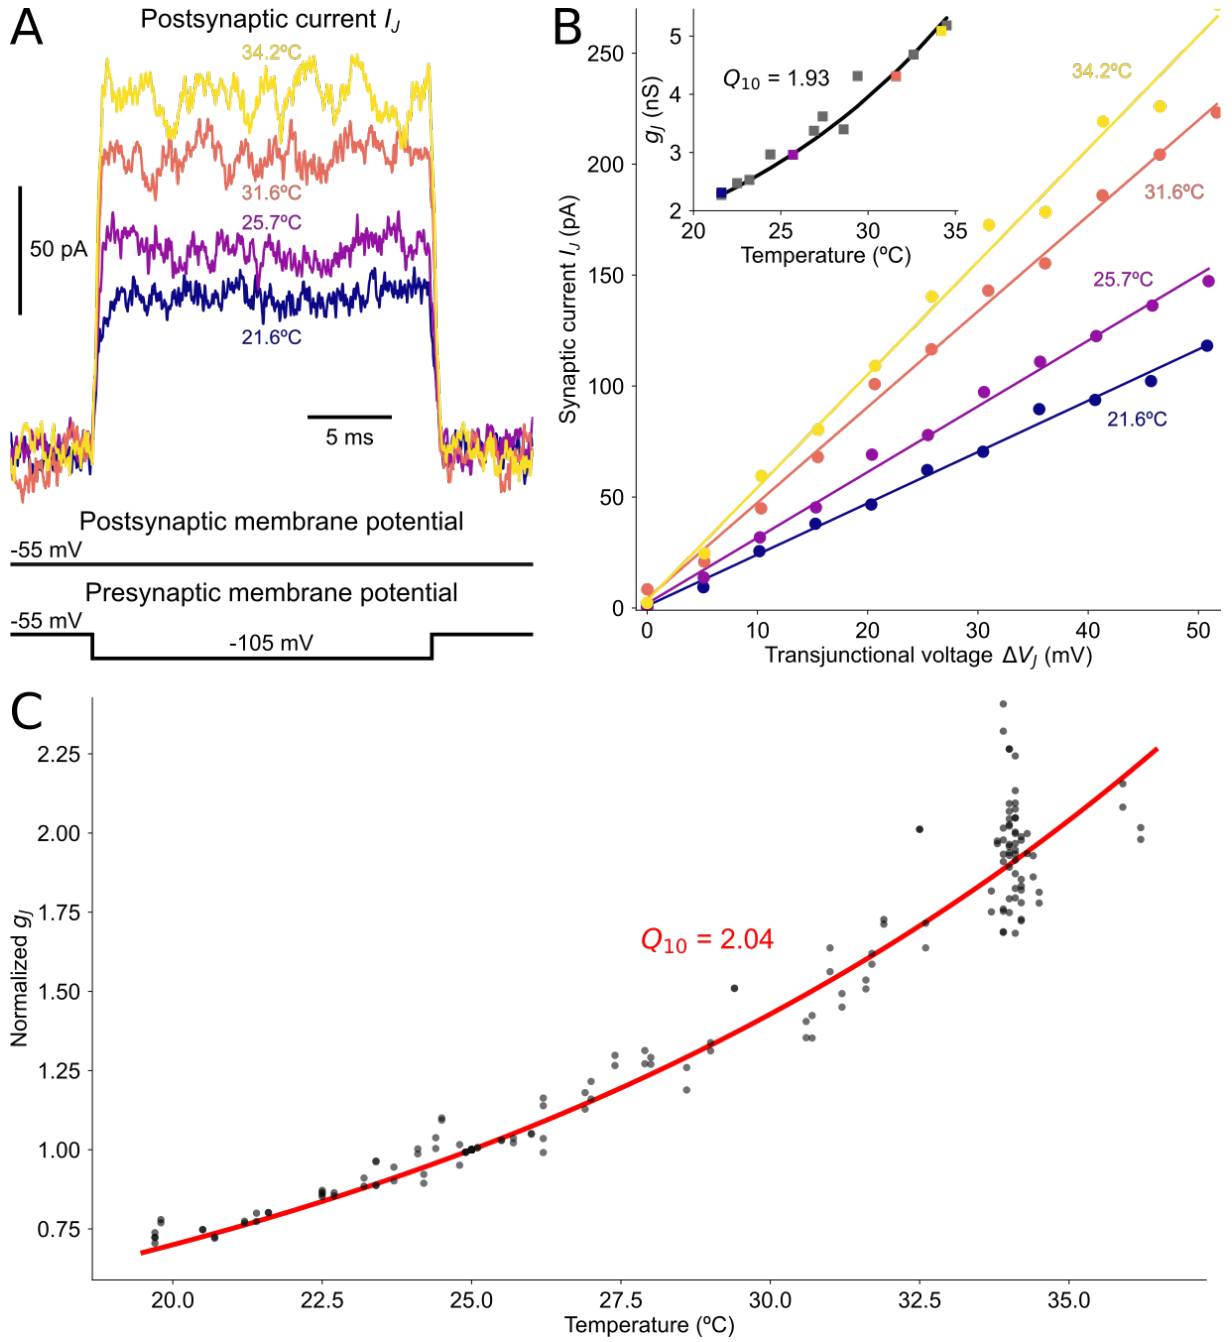 A
Postsynaptic current I_J
34.2ºC
31.6ºC
25.7ºC
21.6ºC
50 pA
5 ms
Postsynaptic membrane potential
-55 mV
Presynaptic membrane potential
-55 mV
-105 mV
B
Synaptic current I_J (pA)
250
200
150
100
50
0
0
10
20
30
40
50
Transjunctional voltage ΔV_J (mV)
34.2ºC
31.6ºC
25.7ºC
21.6ºC
g_J (nS)
5
4
3
2
20
25
30
35
Temperature (ºC)
Q₁₀ = 1.93
C
Normalized g_J
2.25
2.00
1.75
1.50
1.25
1.00
0.75
Q₁₀ = 2.04
20.0
22.5
25.0
27.5
30.0
32.5
35.0
Temperature (ºC)